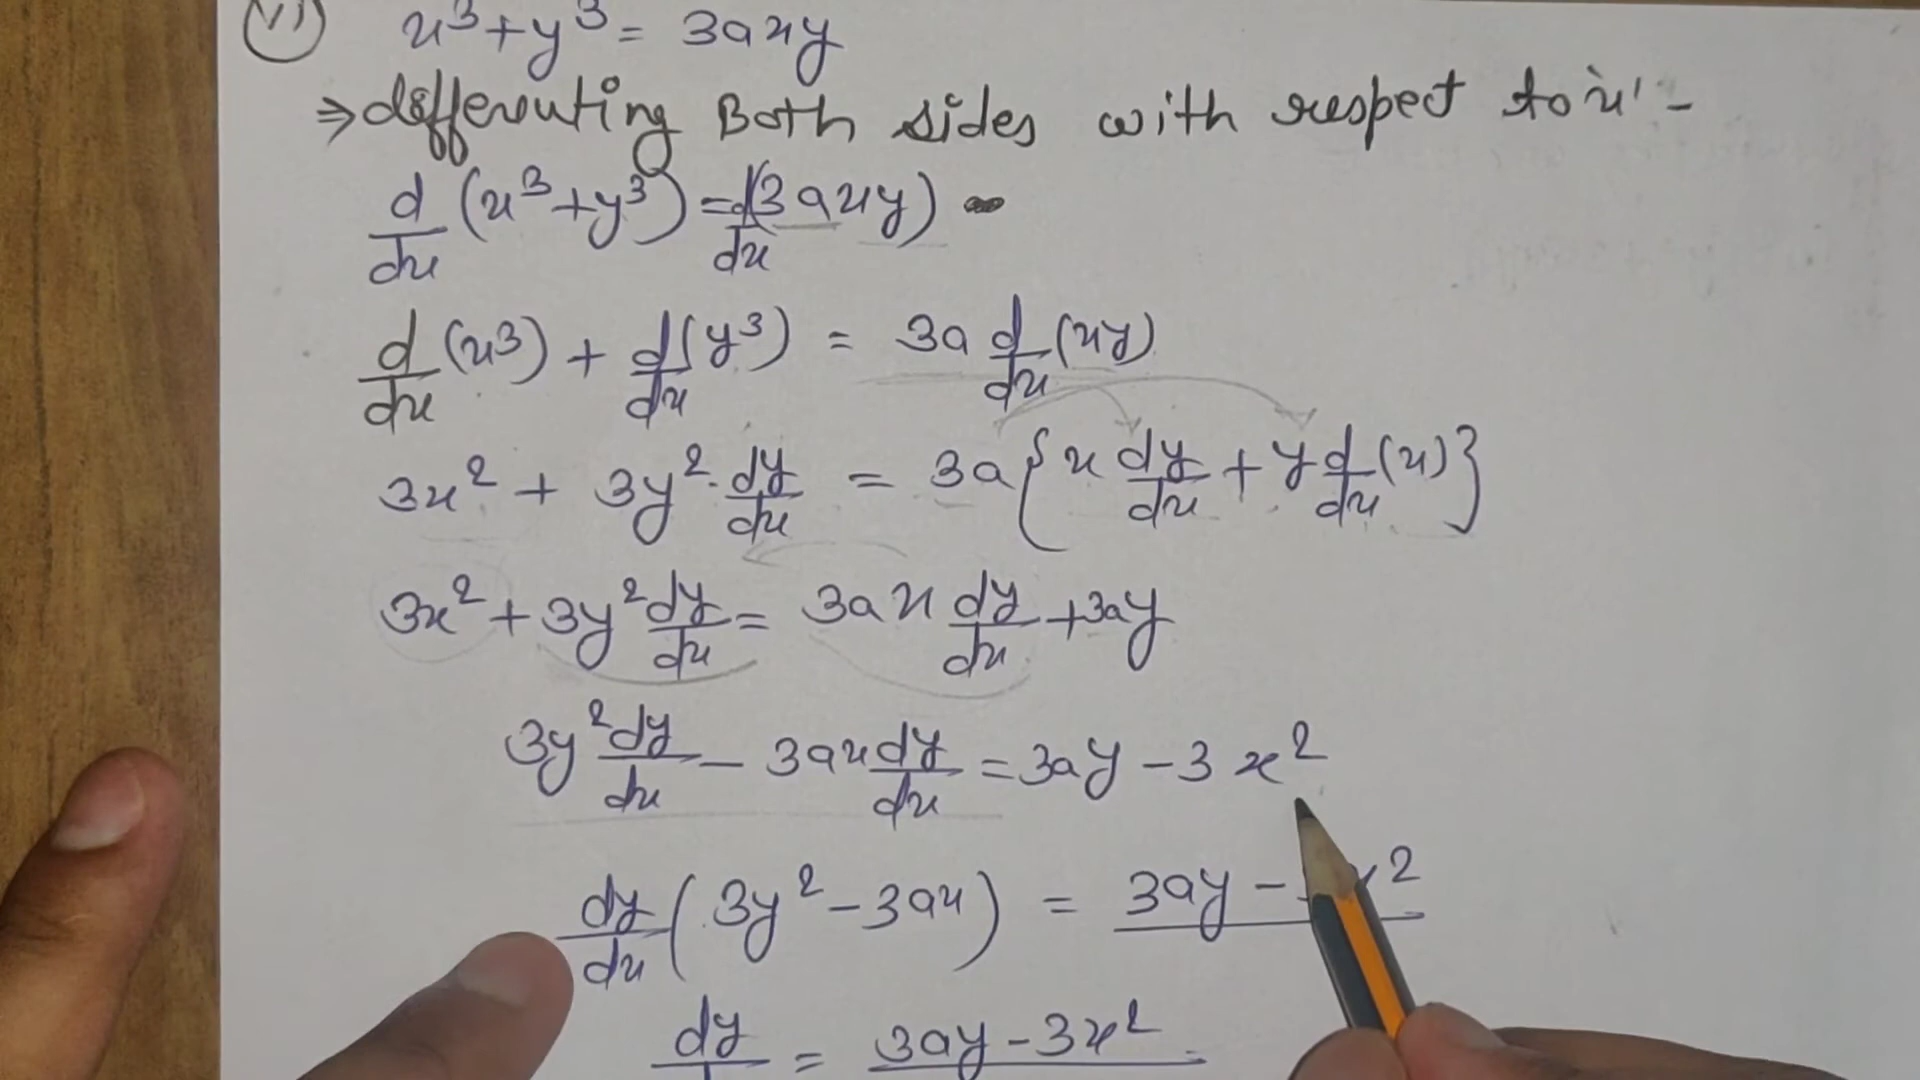 (vi) x³+y³ = 3axy
⇒ differenting Both sides with respect to 'x' -
d/dx (x³+y³) = d/dx (3axy)
d/dx (x³) + d/dx (y³) = 3a d/dx (xy)
3x² + 3y² · dy/dx = 3a { x dy/dx + y d/dx (x) }
3x² + 3y² dy/dx = 3ax dy/dx + 3ay
3y² dy/dx - 3ax dy/dx = 3ay - 3x²
dy/dx ( 3y² - 3ax ) = 3ay -
dy = 3ay - 3x²